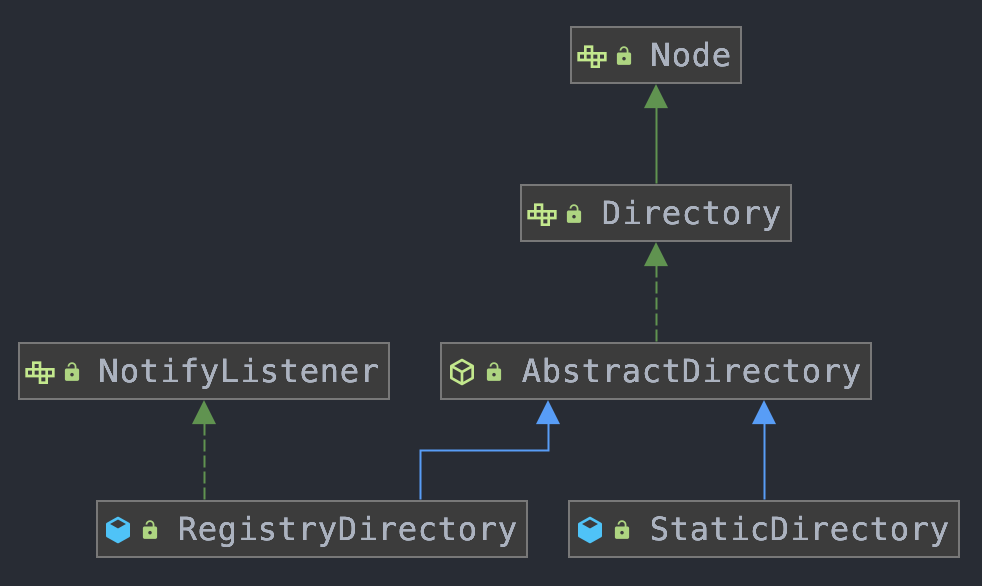 Node
Directory
NotifyListener
AbstractDirectory
RegistryDirectory
StaticDirectory